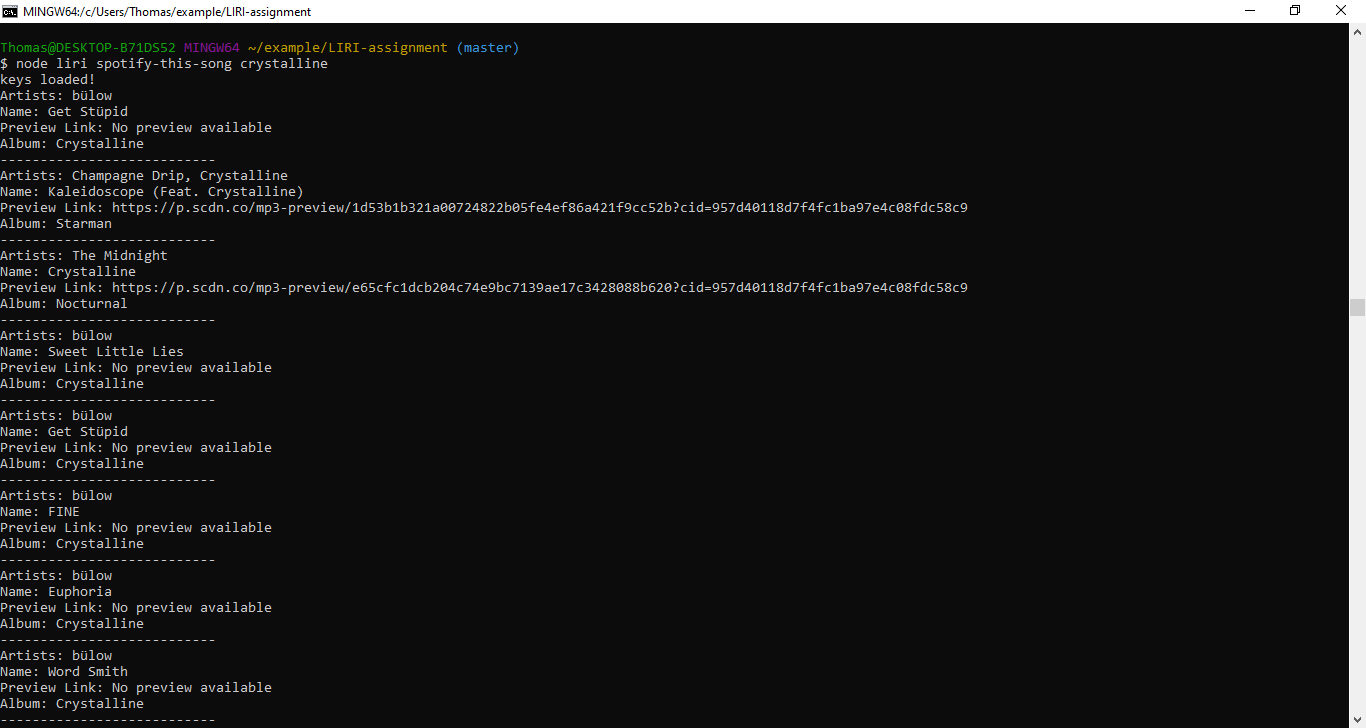 MINGW64:/c/Users/Thomas/example/LIRI-assignment
Thomas@DESKTOP-B71DS52 MINGW64 ~/example/LIRI-assignment (master)
$ node liri spotify-this-song crystalline
keys loaded!
Artists: bülow
Name: Get Stüpid
Preview Link: No preview available
Album: Crystalline
---------------------------
Artists: Champagne Drip, Crystalline
Name: Kaleidoscope (Feat. Crystalline)
Preview Link: https://p.scdn.co/mp3-preview/1d53b1b321a00724822b05fe4ef86a421f9cc52b?cid=957d40118d7f4fc1ba97e4c08fdc58c9
Album: Starman
---------------------------
Artists: The Midnight
Name: Crystalline
Preview Link: https://p.scdn.co/mp3-preview/e65cfc1dcb204c74e9bc7139ae17c3428088b620?cid=957d40118d7f4fc1ba97e4c08fdc58c9
Album: Nocturnal
---------------------------
Artists: bülow
Name: Sweet Little Lies
Preview Link: No preview available
Album: Crystalline
---------------------------
Artists: bülow
Name: Get Stüpid
Preview Link: No preview available
Album: Crystalline
---------------------------
Artists: bülow
Name: FINE
Preview Link: No preview available
Album: Crystalline
---------------------------
Artists: bülow
Name: Euphoria
Preview Link: No preview available
Album: Crystalline
---------------------------
Artists: bülow
Name: Word Smith
Preview Link: No preview available
Album: Crystalline
---------------------------